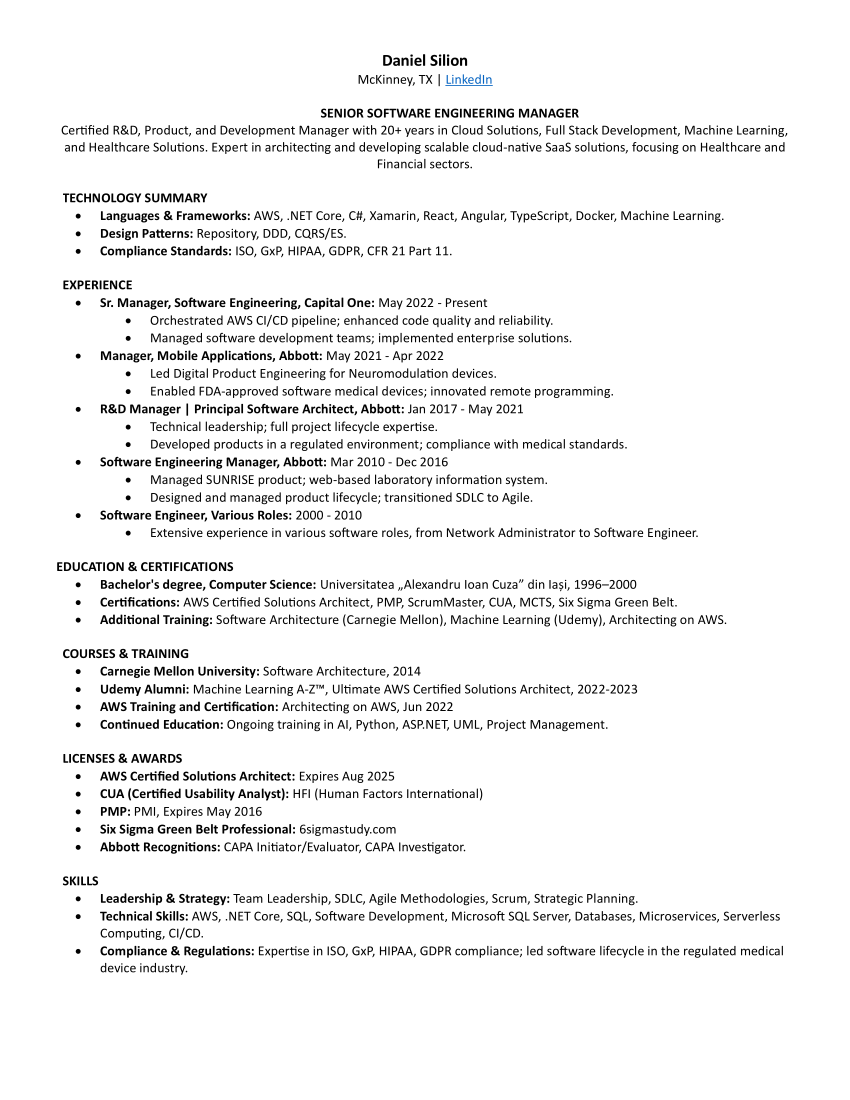 Daniel Silion
McKinney, TX | LinkedIn
SENIOR SOFTWARE ENGINEERING MANAGER
Certified R&D, Product, and Development Manager with 20+ years in Cloud Solutions, Full Stack Development, Machine Learning,
and Healthcare Solutions. Expert in architecting and developing scalable cloud-native SaaS solutions, focusing on Healthcare and
Financial sectors.
TECHNOLOGY SUMMARY
• Languages & Frameworks: AWS, .NET Core, C#, Xamarin, React, Angular, TypeScript, Docker, Machine Learning.
• Design Patterns: Repository, DDD, CQRS/ES.
• Compliance Standards: ISO, GxP, HIPAA, GDPR, CFR 21 Part 11.
EXPERIENCE
• Sr. Manager, Software Engineering, Capital One: May 2022 - Present
• Orchestrated AWS CI/CD pipeline; enhanced code quality and reliability.
• Managed software development teams; implemented enterprise solutions.
• Manager, Mobile Applications, Abbott: May 2021 - Apr 2022
• Led Digital Product Engineering for Neuromodulation devices.
• Enabled FDA-approved software medical devices; innovated remote programming.
• R&D Manager | Principal Software Architect, Abbott: Jan 2017 - May 2021
• Technical leadership; full project lifecycle expertise.
• Developed products in a regulated environment; compliance with medical standards.
• Software Engineering Manager, Abbott: Mar 2010 - Dec 2016
• Managed SUNRISE product; web-based laboratory information system.
• Designed and managed product lifecycle; transitioned SDLC to Agile.
• Software Engineer, Various Roles: 2000 - 2010
• Extensive experience in various software roles, from Network Administrator to Software Engineer.
EDUCATION & CERTIFICATIONS
• Bachelor's degree, Computer Science: Universitatea „Alexandru Ioan Cuza” din Iași, 1996–2000
• Certifications: AWS Certified Solutions Architect, PMP, ScrumMaster, CUA, MCTS, Six Sigma Green Belt.
• Additional Training: Software Architecture (Carnegie Mellon), Machine Learning (Udemy), Architecting on AWS.
COURSES & TRAINING
• Carnegie Mellon University: Software Architecture, 2014
• Udemy Alumni: Machine Learning A-Z™, Ultimate AWS Certified Solutions Architect, 2022-2023
• AWS Training and Certification: Architecting on AWS, Jun 2022
• Continued Education: Ongoing training in AI, Python, ASP.NET, UML, Project Management.
LICENSES & AWARDS
• AWS Certified Solutions Architect: Expires Aug 2025
• CUA (Certified Usability Analyst): HFI (Human Factors International)
• PMP: PMI, Expires May 2016
• Six Sigma Green Belt Professional: 6sigmastudy.com
• Abbott Recognitions: CAPA Initiator/Evaluator, CAPA Investigator.
SKILLS
• Leadership & Strategy: Team Leadership, SDLC, Agile Methodologies, Scrum, Strategic Planning.
• Technical Skills: AWS, .NET Core, SQL, Software Development, Microsoft SQL Server, Databases, Microservices, Serverless
Computing, CI/CD.
• Compliance & Regulations: Expertise in ISO, GxP, HIPAA, GDPR compliance; led software lifecycle in the regulated medical
device industry.